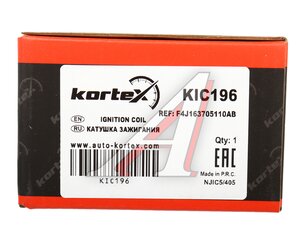 korteX
KIC196
REF: F4J163705110AB
EN IGNITION COIL
RU КАТУШКА ЗАЖИГАНИЯ
www.auto-kortex.com
Qty: 1
EAC
KIC196
Made in P.R.C.
NJIC5/405